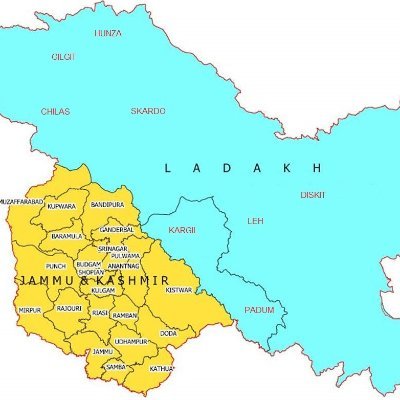 HUNZA
GILGIT
CHILAS
SKARDO
LADAKH
DISKIT
LEH
KARGIL
PADUM
MUZAFFARABAD
KUPWARA
BANDIPURA
GANDERBAL
BARAMULA
SRINAGAR
PULWAMA
BUDGAM
ANANTNAG
SHOPIAN
PUNCH
JAMMU & KASHMIR
KULGAM
KISTWAR
MIRPUR
RAJOURI
RIASI
RAMBAN
DODA
UDHAMPUR
JAMMU
SAMBA
KATHUA